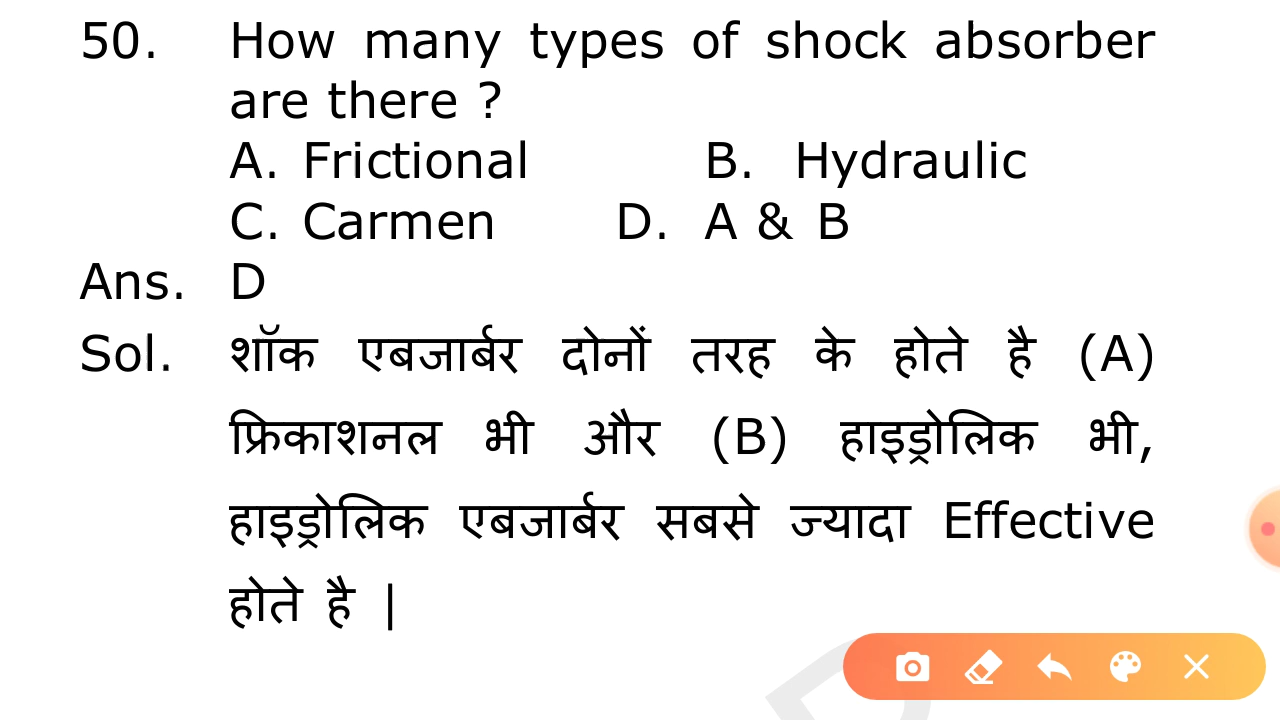 50. How many types of shock absorber
are there ?
A. Frictional B. Hydraulic
C. Carmen D. A & B
Ans. D
Sol. शॉक एबजार्बर दोनों तरह के होते है (A)
फ्रिकाशनल भी और (B) हाइड्रोलिक भी,
हाइड्रोलिक एबजार्बर सबसे ज्यादा Effective
होते है |